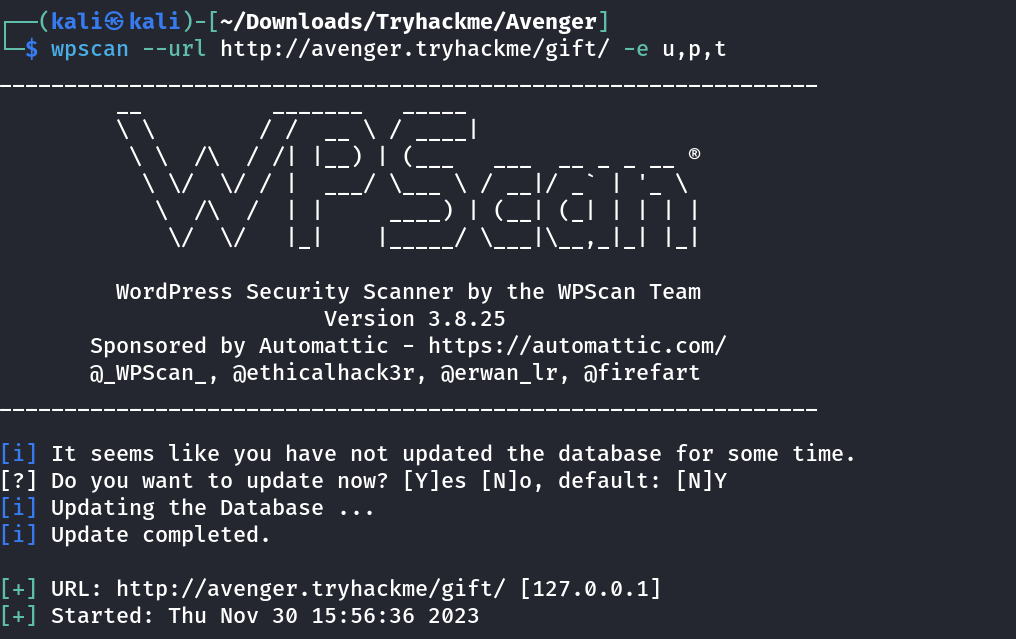 ┌──(kali㉿kali)-[~/Downloads/Tryhackme/Avenger]
└─$ wpscan --url http://avenger.tryhackme/gift/ -e u,p,t
_______________________________________________________________
         __          _______   _____
         \ \        / /  __ \ / ____|
          \ \  /\  / /| |__) | (___   ___  __ _ _ __ ®
           \ \/  \/ / |  ___/ \___ \ / __|/ _` | '_ \
            \  /\  /  | |     ____) | (__| (_| | | | |
             \/  \/   |_|    |_____/ \___|\__,_|_| |_|

         WordPress Security Scanner by the WPScan Team
                         Version 3.8.25
       Sponsored by Automattic - https://automattic.com/
       @_WPScan_, @ethicalhack3r, @erwan_lr, @firefart
_______________________________________________________________

[i] It seems like you have not updated the database for some time.
[?] Do you want to update now? [Y]es [N]o, default: [N]Y
[i] Updating the Database ...
[i] Update completed.

[+] URL: http://avenger.tryhackme/gift/ [127.0.0.1]
[+] Started: Thu Nov 30 15:56:36 2023